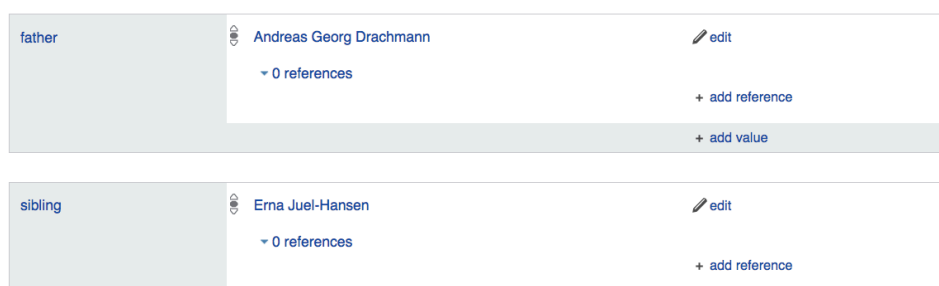 father
Andreas Georg Drachmann
edit
0 references
+ add reference
+ add value
sibling
Erna Juel-Hansen
edit
0 references
+ add reference